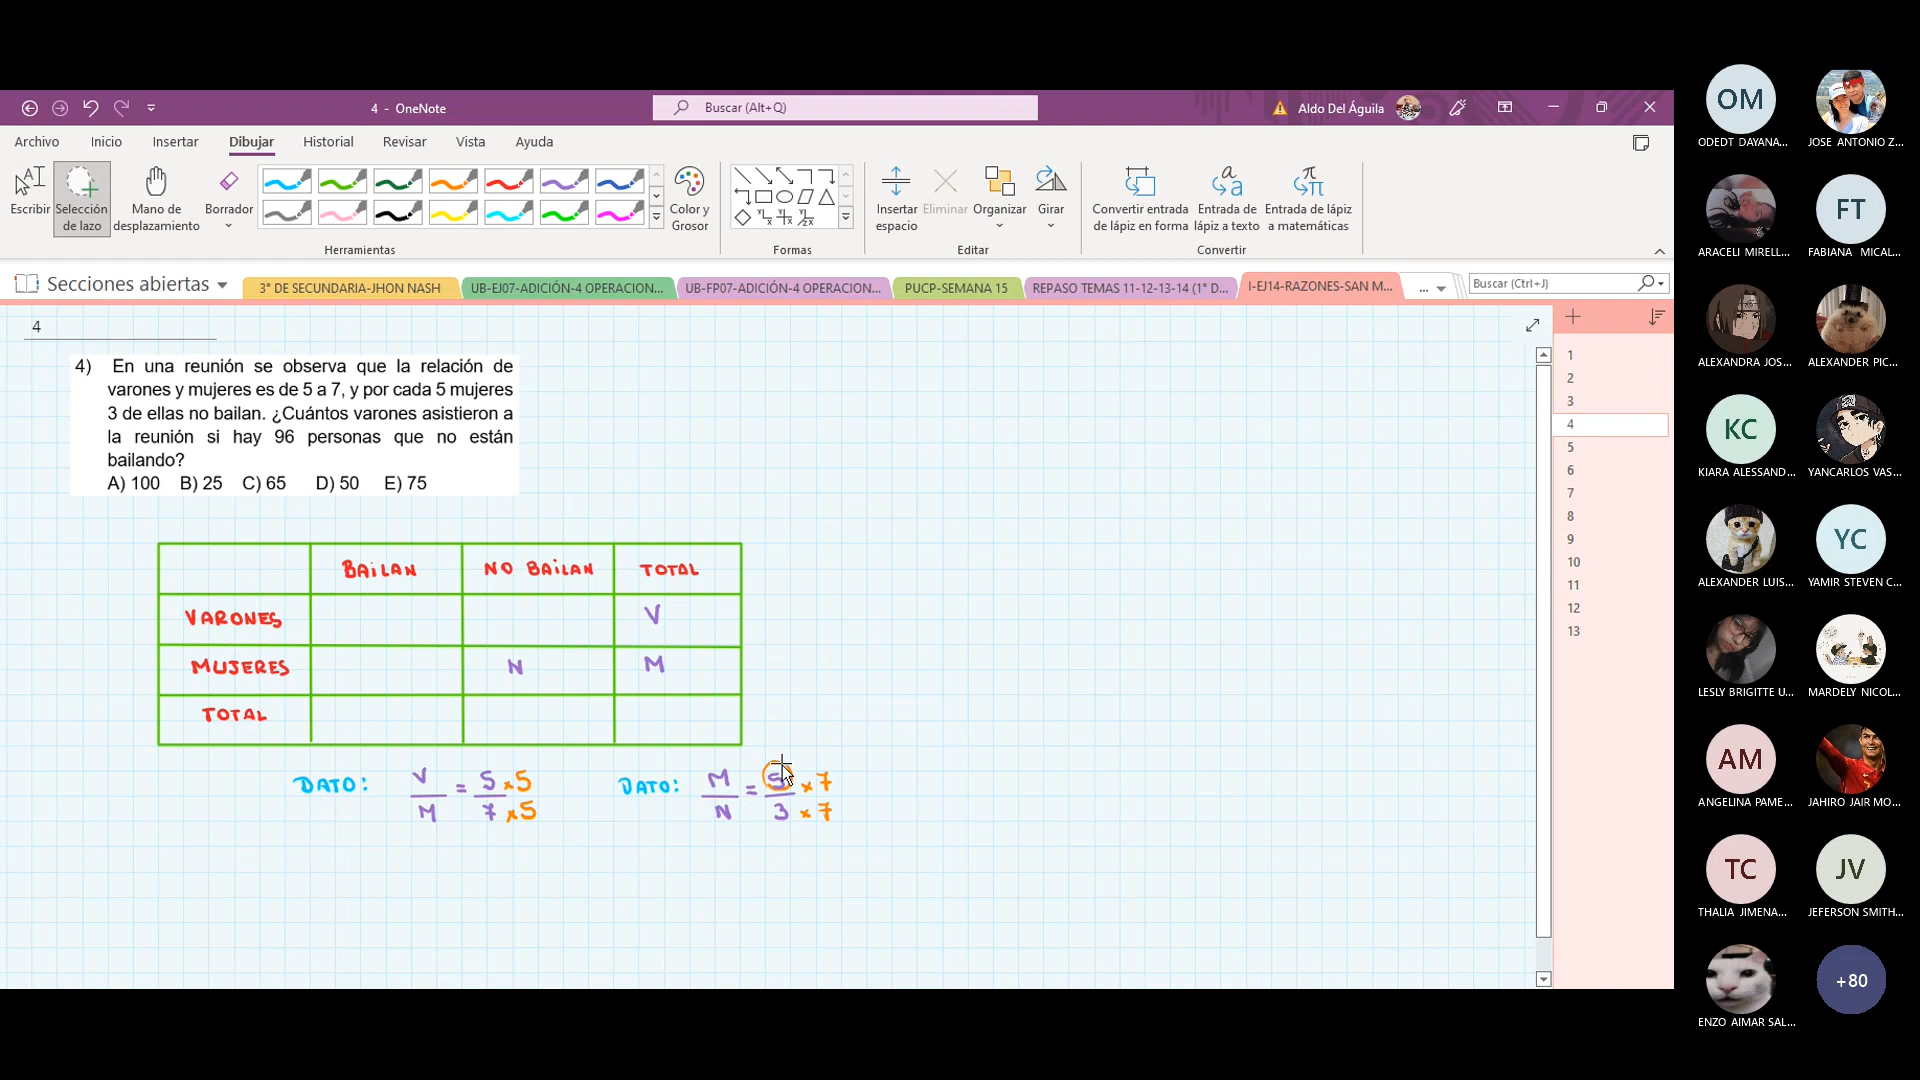 4 - OneNote
Buscar (Alt+Q)
Aldo Del Águila
Archivo Inicio Insertar Dibujar Historial Revisar Vista Ayuda
Escribir
Selección de lazo
Mano de desplazamiento
Borrador
Color y Grosor
Insertar espacio
Eliminar
Organizar
Girar
Convertir entrada de lápiz en forma
Entrada de lápiz a texto
Entrada de lápiz a matemáticas
Herramientas Formas Editar Convertir
Secciones abiertas
3° DE SECUNDARIA-JHON NASH
UB-EJ07-ADICIÓN-4 OPERACION...
UB-FP07-ADICIÓN-4 OPERACION...
PUCP-SEMANA 15
REPASO TEMAS 11-12-13-14 (1° D...
I-EJ14-RAZONES-SAN M...
...
Buscar (Ctrl+J)
4
4) En una reunión se observa que la relación de
varones y mujeres es de 5 a 7, y por cada 5 mujeres
3 de ellas no bailan. ¿Cuántos varones asistieron a
la reunión si hay 96 personas que no están
bailando?
A) 100 B) 25 C) 65 D) 50 E) 75
BAILAN NO BAILAN TOTAL
VARONES V
MUJERES N M
TOTAL
DATO: V/M = 5x5/7x5 DATO: M/N = 5x7/3x7
1
2
3
4
5
6
7
8
9
10
11
12
13
OM
ODEDT DAYANA...
JOSE ANTONIO Z...
ARACELI MIRELL...
FT
FABIANA MICAL...
ALEXANDRA JOS...
ALEXANDER PIC...
KC
KIARA ALESSAND...
YANCARLOS VAS...
ALEXANDER LUIS...
YC
YAMIR STEVEN C...
LESLY BRIGITTE U...
MARDELY NICOL...
AM
ANGELINA PAME...
JAHIRO JAIR MO...
TC
THALIA JIMENA...
JV
JEFERSON SMITH...
ENZO AIMAR SAL...
+80